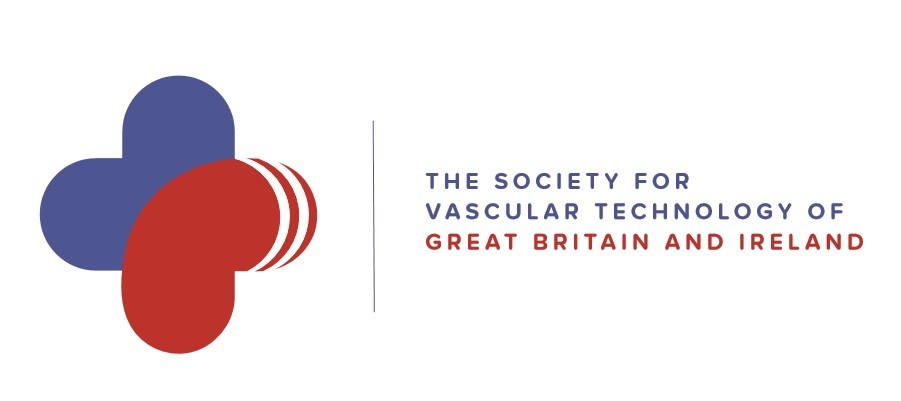 THE SOCIETY FOR
VASCULAR TECHNOLOGY OF
GREAT BRITAIN AND IRELAND